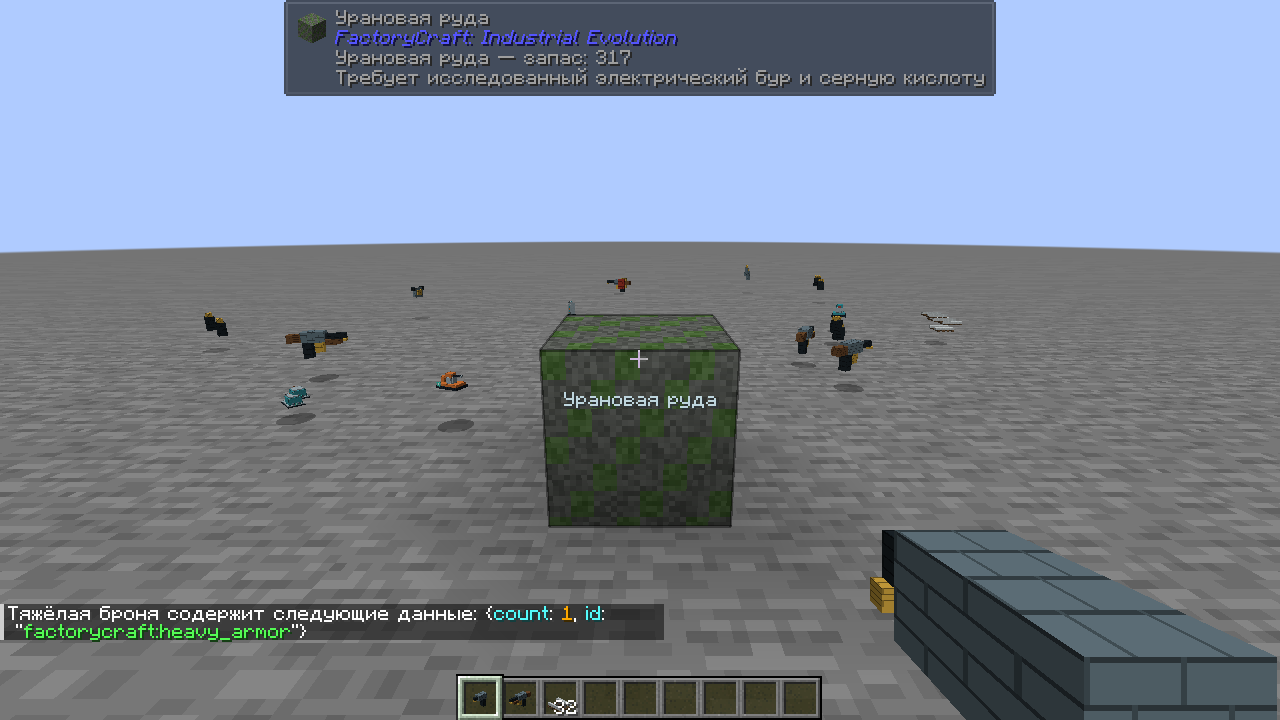 Урановая руда
FactoryCraft: Industrial Evolution
Урановая руда — запас: 317
Требует исследованный электрический бур и серную кислоту
Урановая руда
Тяжёлая броня содержит следующие данные: {count: 1, id:
"factorycraft:heavy_armor"}
32